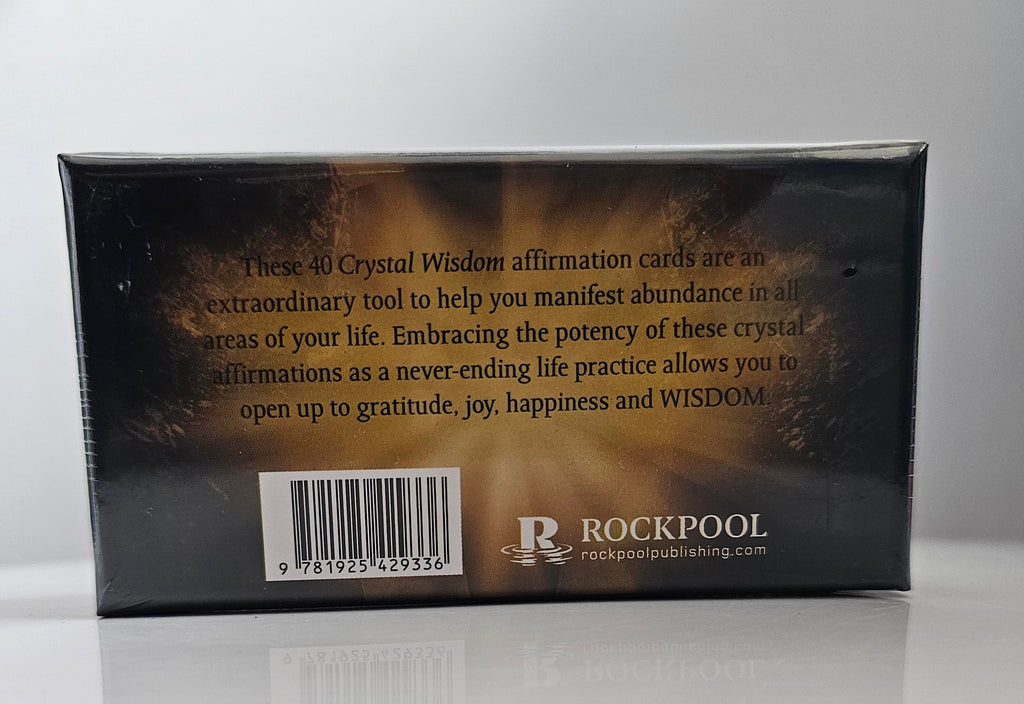 These 40 Crystal Wisdom affirmation cards are an
extraordinary tool to help you manifest abundance in all
areas of your life. Embracing the potency of these crystal
affirmations as a never-ending life practice allows you to
open up to gratitude, joy, happiness and WISDOM.
9 781925 429336
R ROCKPOOL
rockpoolpublishing.com